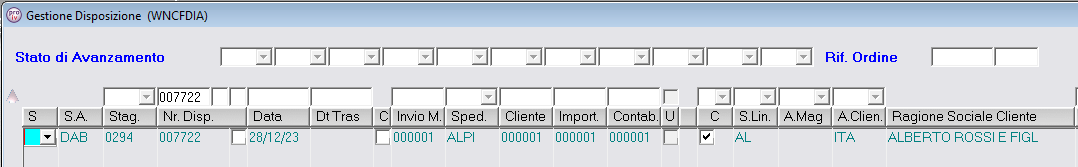 Gestione Disposizione (WNCFDIA)
Stato di Avanzamento Rif. Ordine
007722
S S.A. Stag. Nr. Disp. Data Dt Tras C Invio M. Sped. Cliente Import. Contab. U C S.Lin. A.Mag A.Clien. Ragione Sociale Cliente
DAB 0294 007722 28/12/23 000001 ALPI 000001 000001 000001 AL ITA ALBERTO ROSSI E FIGL